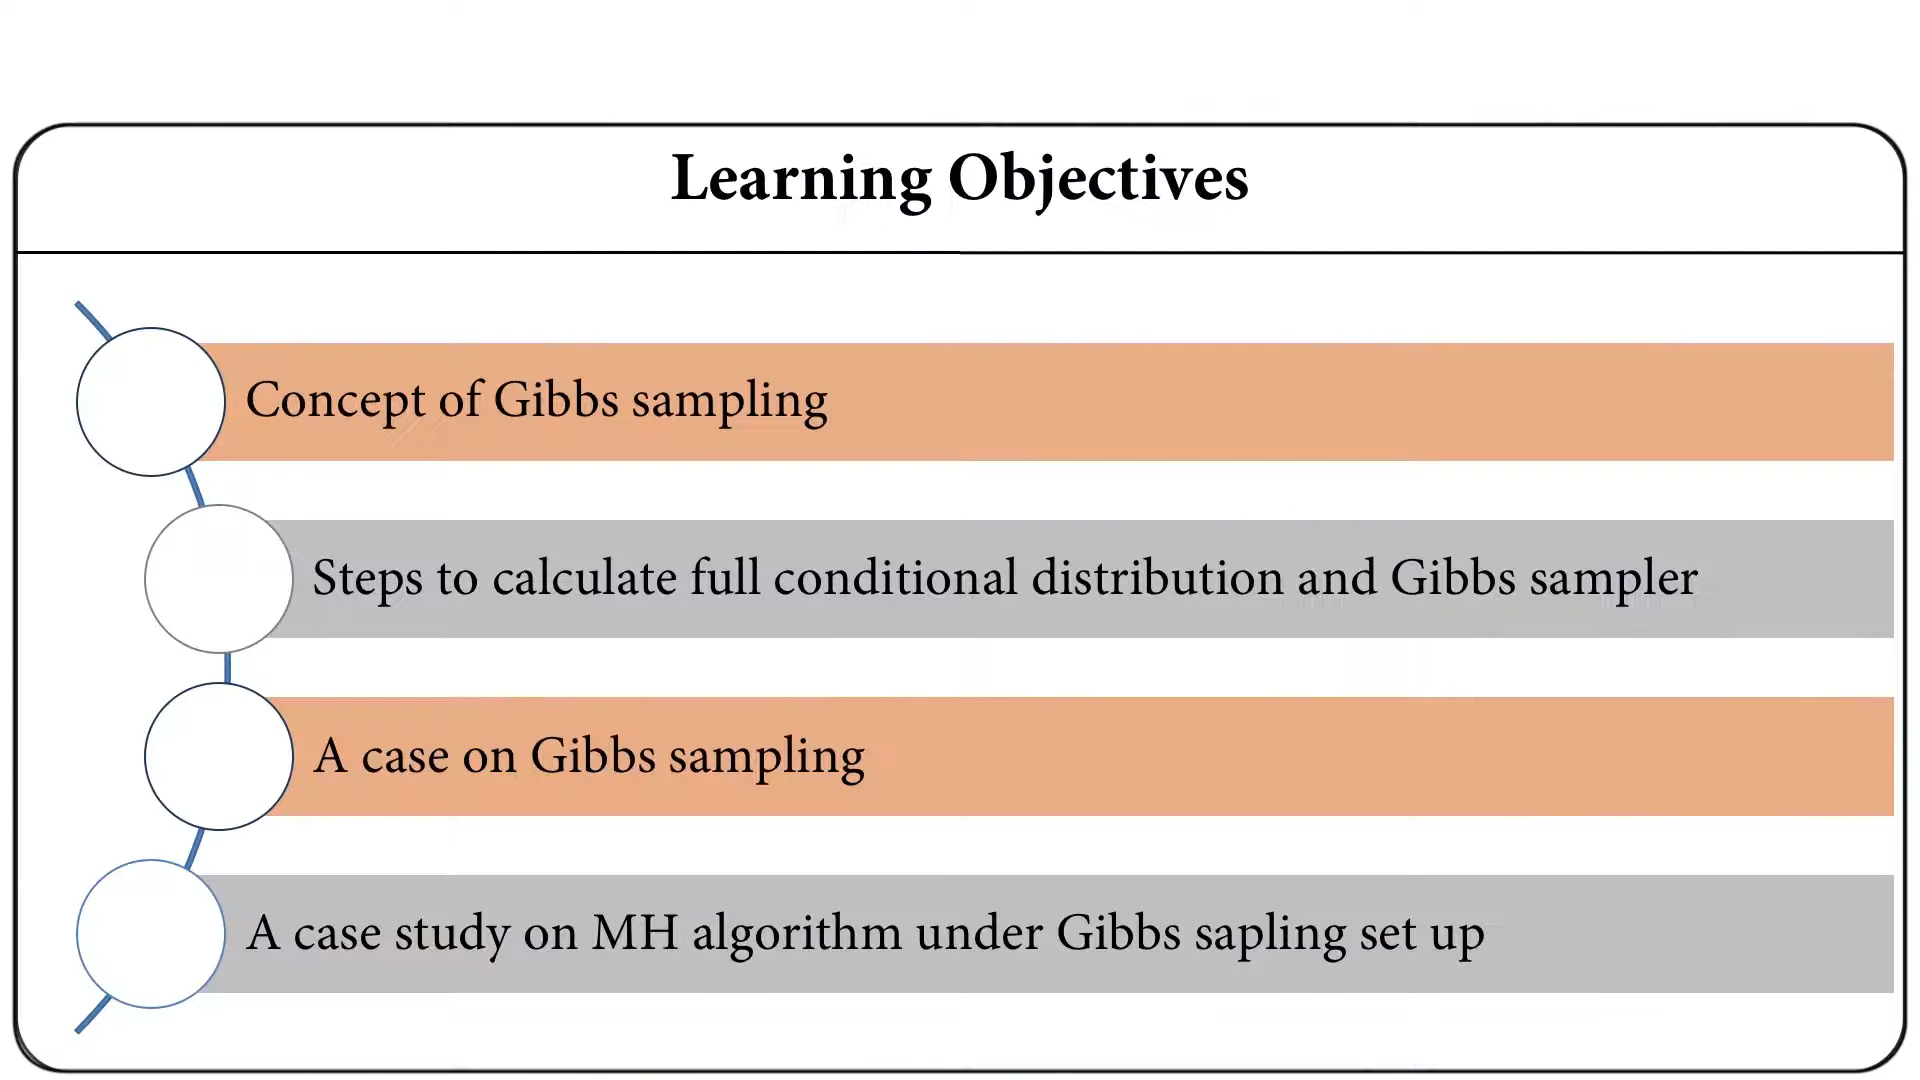 Learning Objectives
Concept of Gibbs sampling
Steps to calculate full conditional distribution and Gibbs sampler
A case on Gibbs sampling
A case study on MH algorithm under Gibbs sapling set up